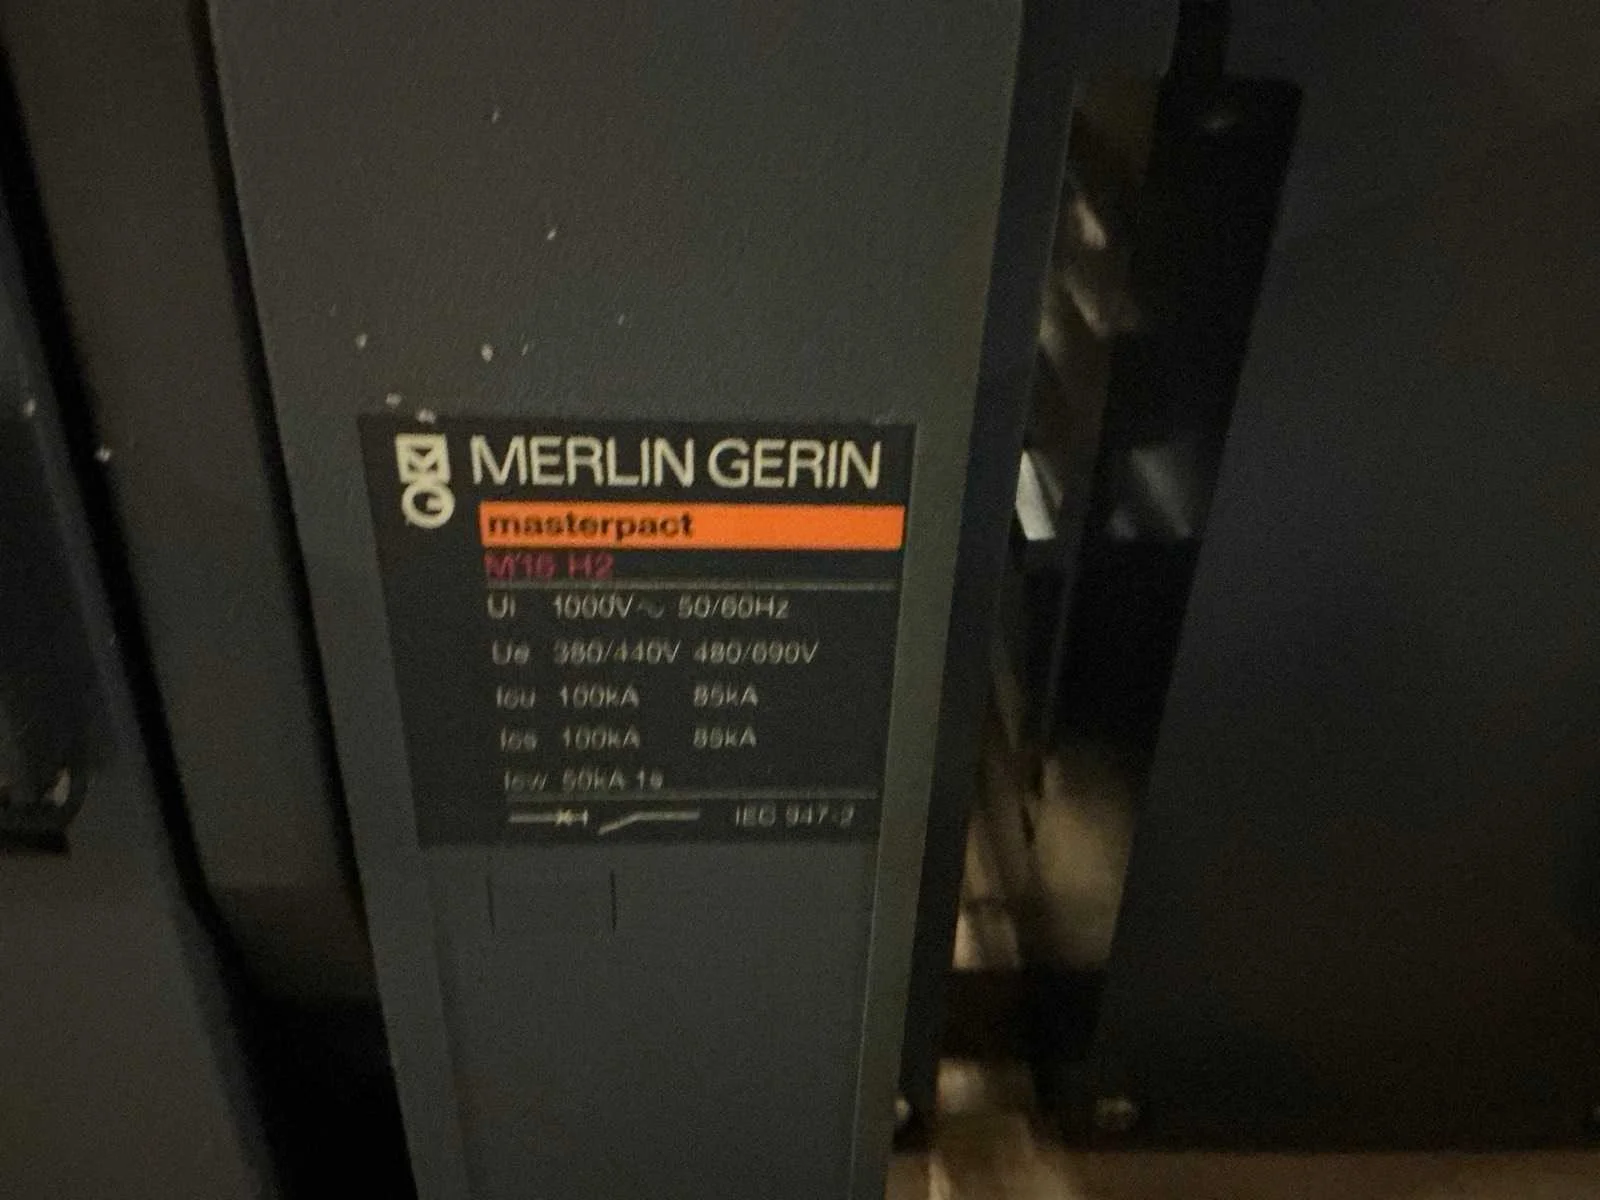 MG MERLIN GERIN
masterpact
M16 H2
Ui 1000V~ 50/60Hz
Ue 380/440V 480/690V
Icu 100kA 85kA
Ics 100kA 85kA
Icw 50kA 1s
IEC 947-2